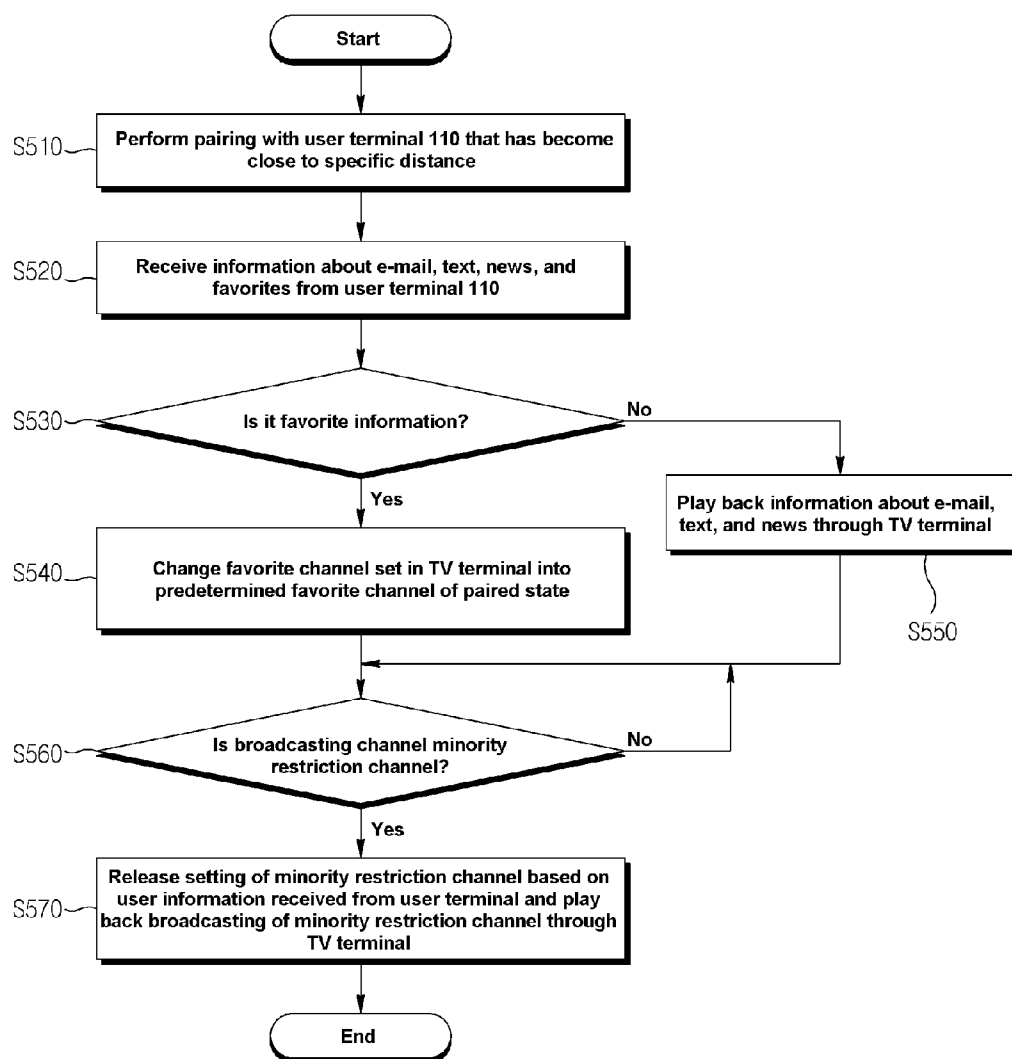 Start
S510
Perform pairing with user terminal 110 that has become
close to specific distance
S520
Receive information about e-mail, text, news, and
favorites from user terminal 110
S530
Is it favorite information?
No
Yes
Play back information about e-mail,
text, and news through TV terminal
S550
S540
Change favorite channel set in TV terminal into
predetermined favorite channel of paired state
S560
Is broadcasting channel minority
restriction channel?
No
Yes
S570
Release setting of minority restriction channel based on
user information received from user terminal and play
back broadcasting of minority restriction channel through
TV terminal
End